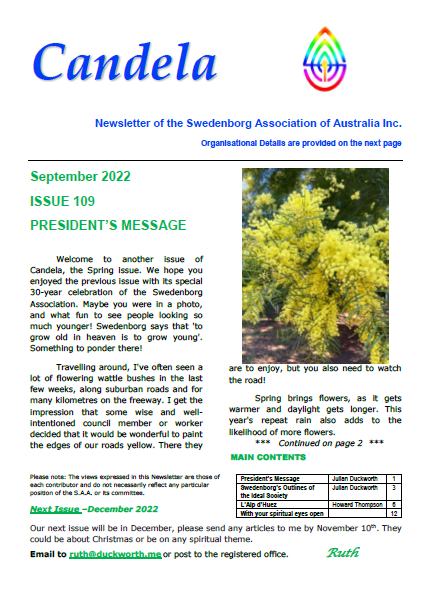 Candela
Newsletter of the Swedenborg Association of Australia Inc.
Organisational Details are provided on the next page
September 2022
ISSUE 109
PRESIDENT'S MESSAGE
Welcome to another issue of
Candela, the Spring issue. We hope you
enjoyed the previous issue with its special
30-year celebration of the Swedenborg
Association. Maybe you were in a photo,
and what fun to see people looking so
much younger! Swedenborg says that 'to
grow old in heaven is to grow young'.
Something to ponder there!
Travelling around, I've often seen a
lot of flowering wattle bushes in the last
few weeks, along suburban roads and for
many kilometres on the freeway. I get the
impression that some wise and well-
intentioned council member or worker
decided that it would be wonderful to paint
the edges of our roads yellow. There they
are to enjoy, but you also need to watch
the road!
Spring brings flowers, as it gets
warmer and daylight gets longer. This
year's repeat rain also adds to the
likelihood of more flowers.
*** Continued on page 2 ***
MAIN CONTENTS
President's Message Julian Duckworth 1
Swedenborg's Outlines of Julian Duckworth 3
the Ideal Society
L'Alp d'Huez Howard Thompson 6
With your spiritual eyes open 12
Please note: The views expressed in this Newsletter are those of
each contributor and do not necessarily reflect any particular
position of the S.A.A. or its committee.
Next Issue –December 2022
Our next issue will be in December, please send any articles to me by November 10th. They
could be about Christmas or be on any spiritual theme.
Email to ruth@duckworth.me or post to the registered office.
Ruth